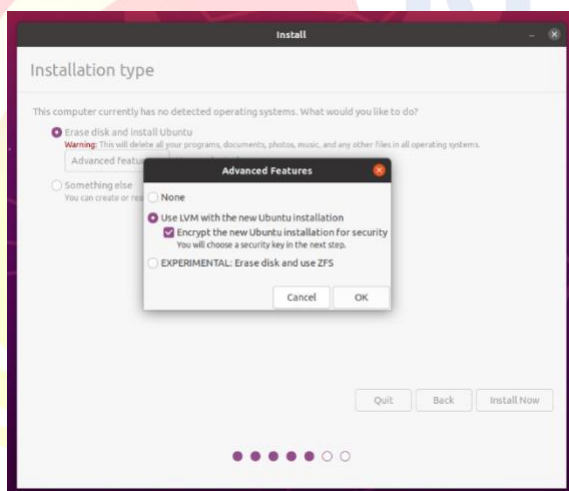 Install
Installation type
This computer currently has no detected operating systems. What would you like to do?
Erase disk and install Ubuntu
Warning: This will delete all your programs, documents, photos, music, and any other files in all operating systems.
Advanced
Something else
You can create or
Advanced Features
None
Use LVM with the new Ubuntu installation
Encrypt the new Ubuntu installation for security
You will choose a security key in the next step.
EXPERIMENTAL: Erase disk and use ZFS
Cancel OK
Quit Back Install Now